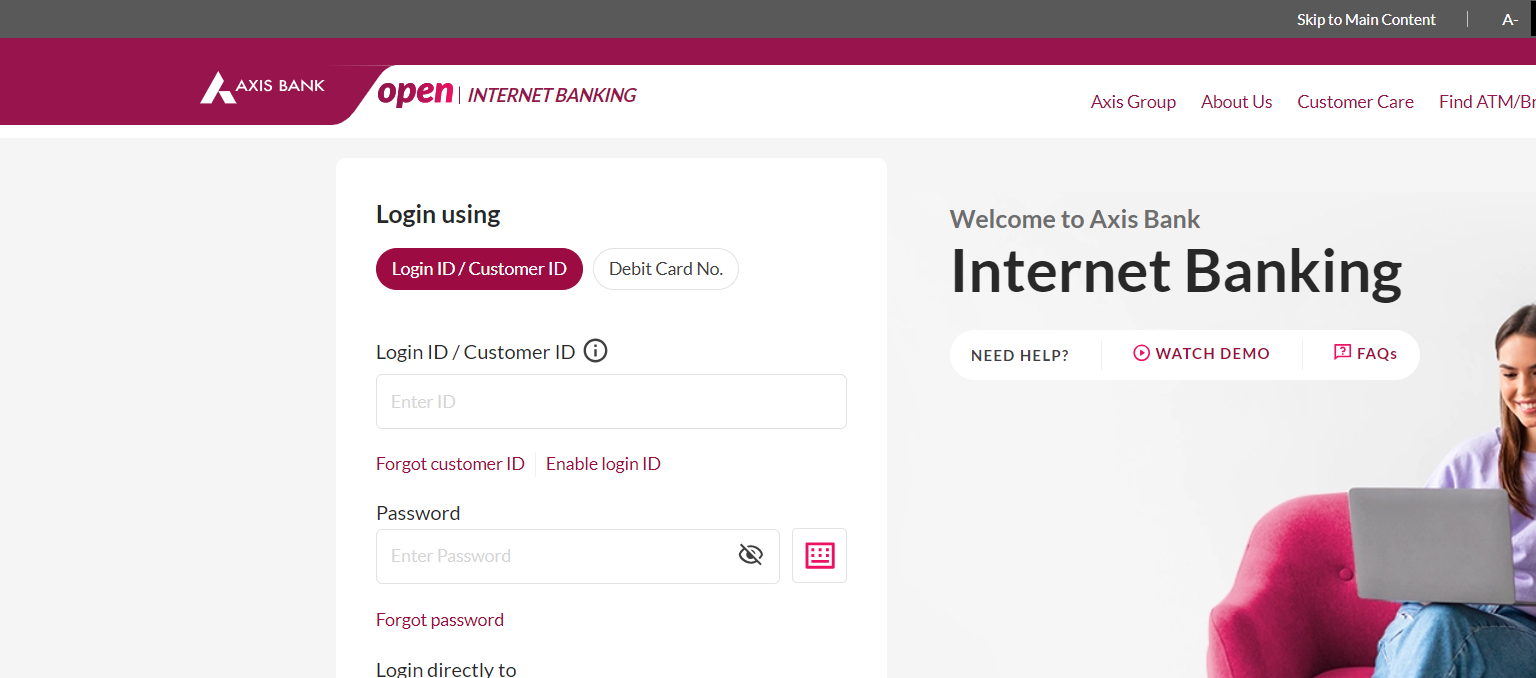 Skip to Main Content
A-
AXIS BANK
open | INTERNET BANKING
Axis Group
About Us
Customer Care
Find ATM/Br
Login using
Login ID / Customer ID
Debit Card No.
Login ID / Customer ID
Enter ID
Forgot customer ID
Enable login ID
Password
Enter Password
Forgot password
Login directly to
Welcome to Axis Bank
Internet Banking
NEED HELP?
WATCH DEMO
FAQs